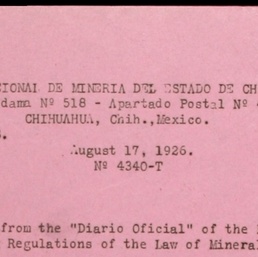 CIONAL DE MINERIA DEL ESTADO DE CH
dama Nº 518 - Apartado Postal Nº
CHIHUAHUA, Chih.,Mexico.
August 17, 1926.
Nº 4340-T
from the "Diario Oficial" of the
Regulations of the Law of Mineral